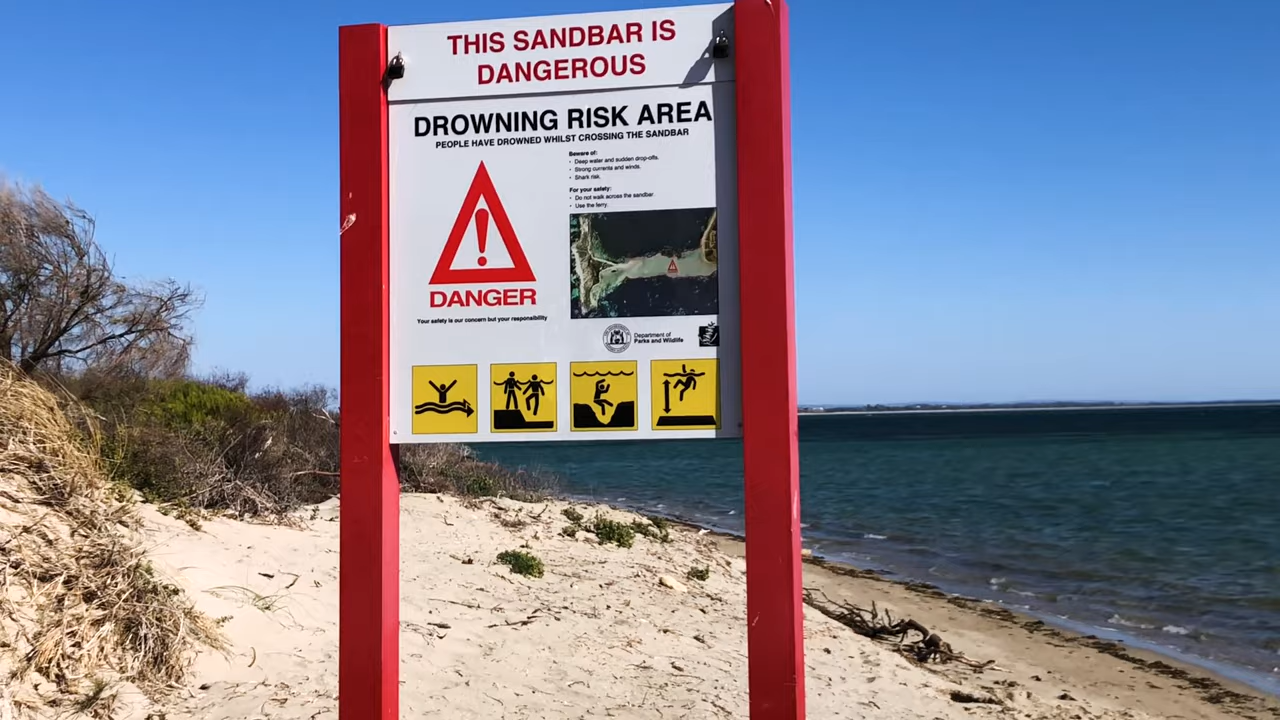 THIS SANDBAR IS
DANGEROUS
DROWNING RISK AREA
PEOPLE HAVE DROWNED WHILST CROSSING THE SANDBAR
Beware of:
• Deep water and sudden drop-offs.
• Strong currents and winds.
• Shark risk.
For your safety:
• Do not walk across the sandbar
• Use the ferry.
DANGER
Your safety is our concern but your responsibility
Department of
Parks and Wildlife